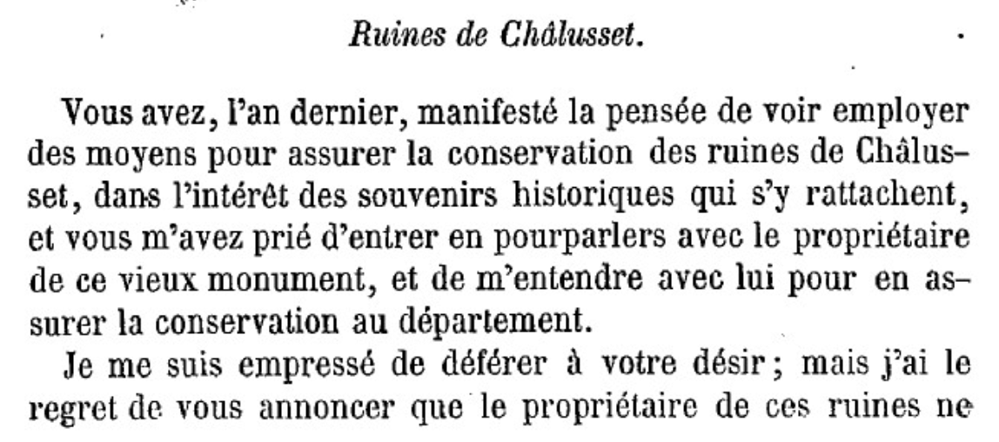 Ruines de Châlusset.
Vous avez, l'an dernier, manifesté la pensée de voir employer
des moyens pour assurer la conservation des ruines de Châlus-
set, dans l'intérêt des souvenirs historiques qui s'y rattachent,
et vous m'avez prié d'entrer en pourparlers avec le propriétaire
de ce vieux monument, et de m'entendre avec lui pour en as-
surer la conservation au département.
Je me suis empressé de déférer à votre désir; mais j'ai le
regret de vous annoncer que le propriétaire de ces ruines ne